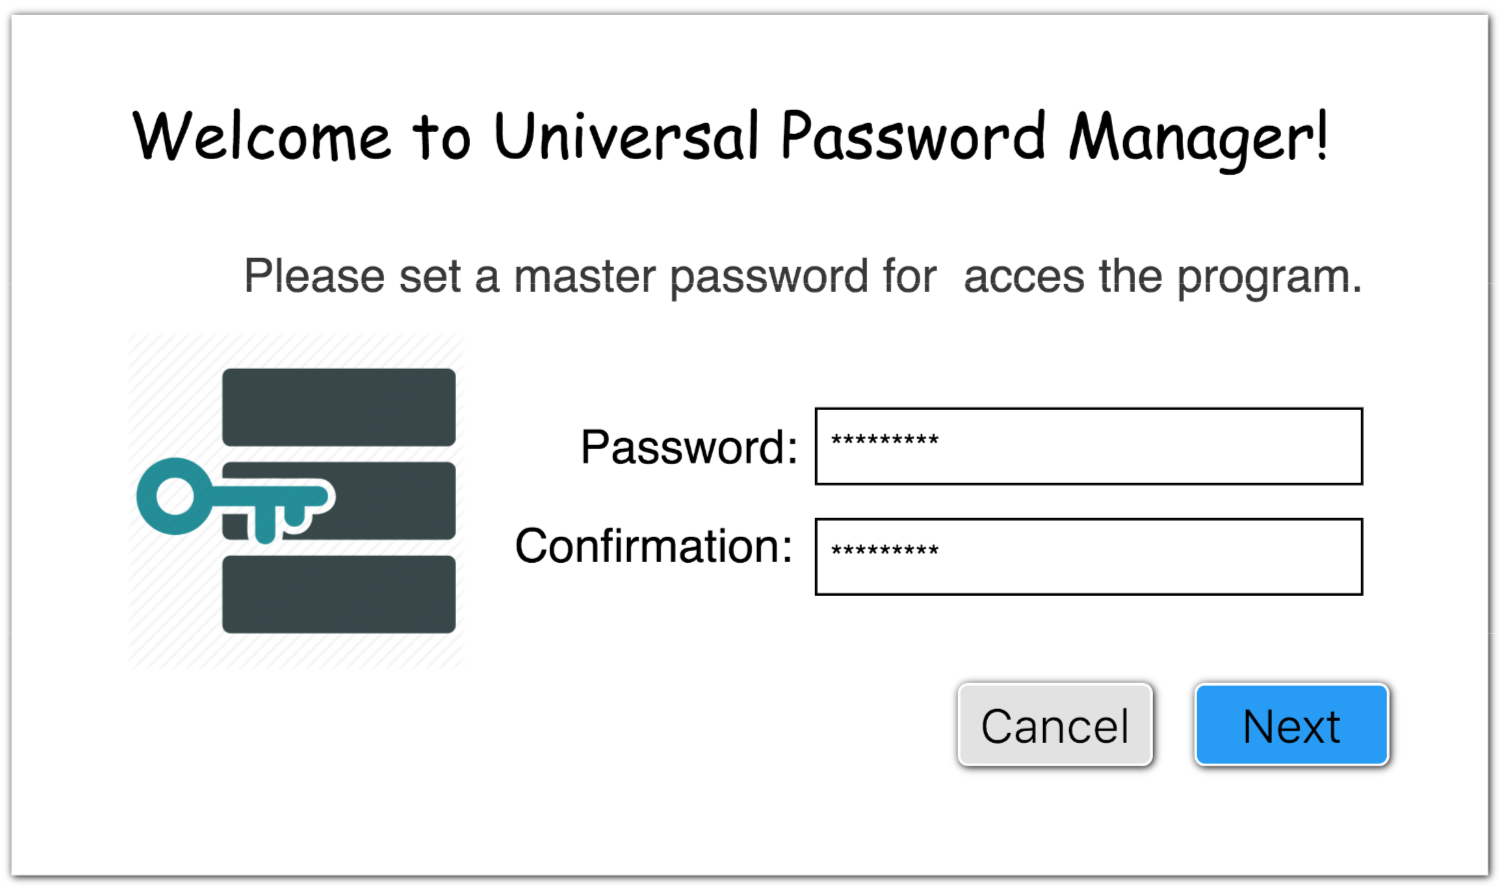 Welcome to Universal Password Manager!
Please set a master password for  acces the program.
Password: *********
Confirmation: *********
Cancel Next